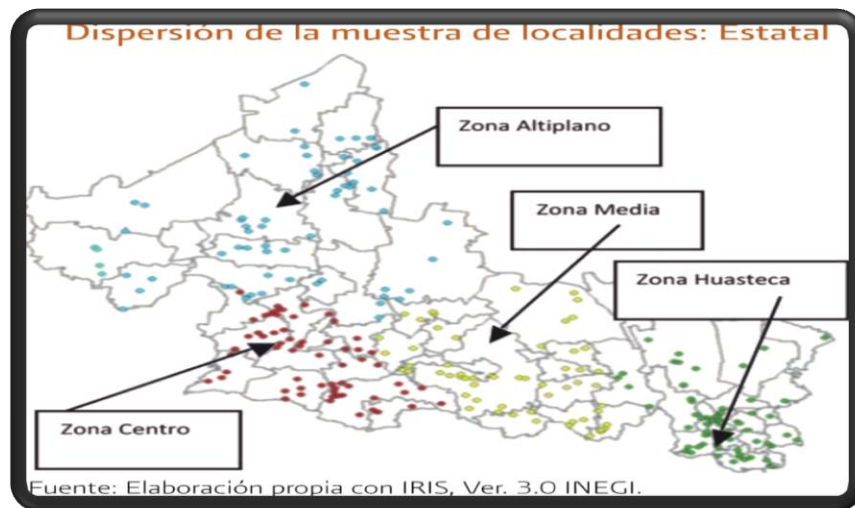 Dispersión de la muestra de localidades: Estatal
Zona Altiplano
Zona Media
Zona Huasteca
Zona Centro
Fuente: Elaboración propia con IRIS, Ver. 3.0 INEGI.